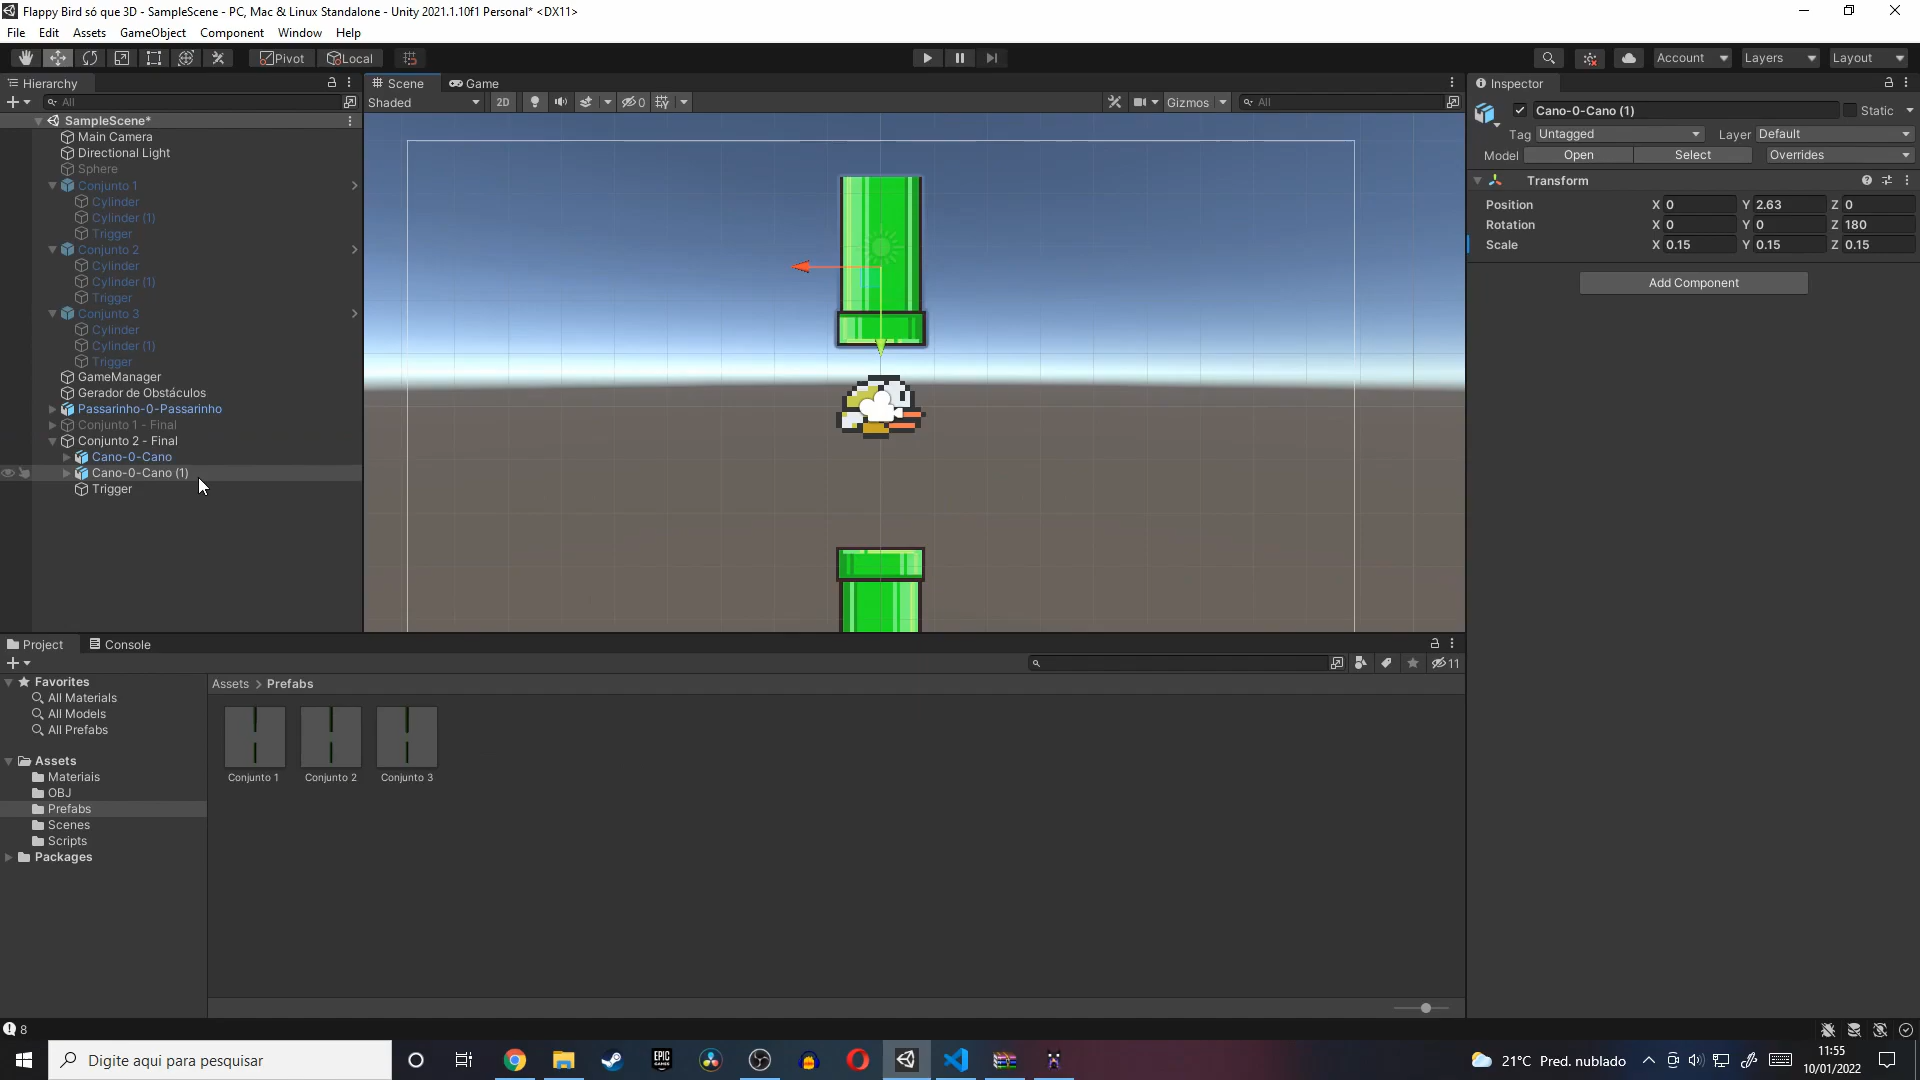 Flappy Bird só que 3D - SampleScene - PC, Mac & Linux Standalone - Unity 2021.1.10f1 Personal* <DX11>
File Edit Assets GameObject Component Window Help
Pivot Local Account Layers Layout
Hierarchy Scene Game Inspector
All Shaded 2D 0 Gizmos All
Cano-0-Cano (1) Static
Tag Untagged Layer Default
Model Open Select Overrides
Transform
Position X 0 Y 2.63 Z 0
Rotation X 0 Y 0 Z 180
Scale X 0.15 Y 0.15 Z 0.15
Add Component
SampleScene*
Main Camera
Directional Light
Sphere
Conjunto 1
Cylinder
Cylinder (1)
Trigger
Conjunto 2
Cylinder
Cylinder (1)
Trigger
Conjunto 3
Cylinder
Cylinder (1)
Trigger
GameManager
Gerador de Obstáculos
Passarinho-0-Passarinho
Conjunto 1 - Final
Conjunto 2 - Final
Cano-0-Cano
Cano-0-Cano (1)
Trigger
Project Console
11
Favorites
All Materials
All Models
All Prefabs
Assets
Materiais
OBJ
Prefabs
Scenes
Scripts
Packages
Assets > Prefabs
Conjunto 1 Conjunto 2 Conjunto 3
8
Digite aqui para pesquisar
EPIC GAMES
21°C Pred. nublado
11:55
10/01/2022